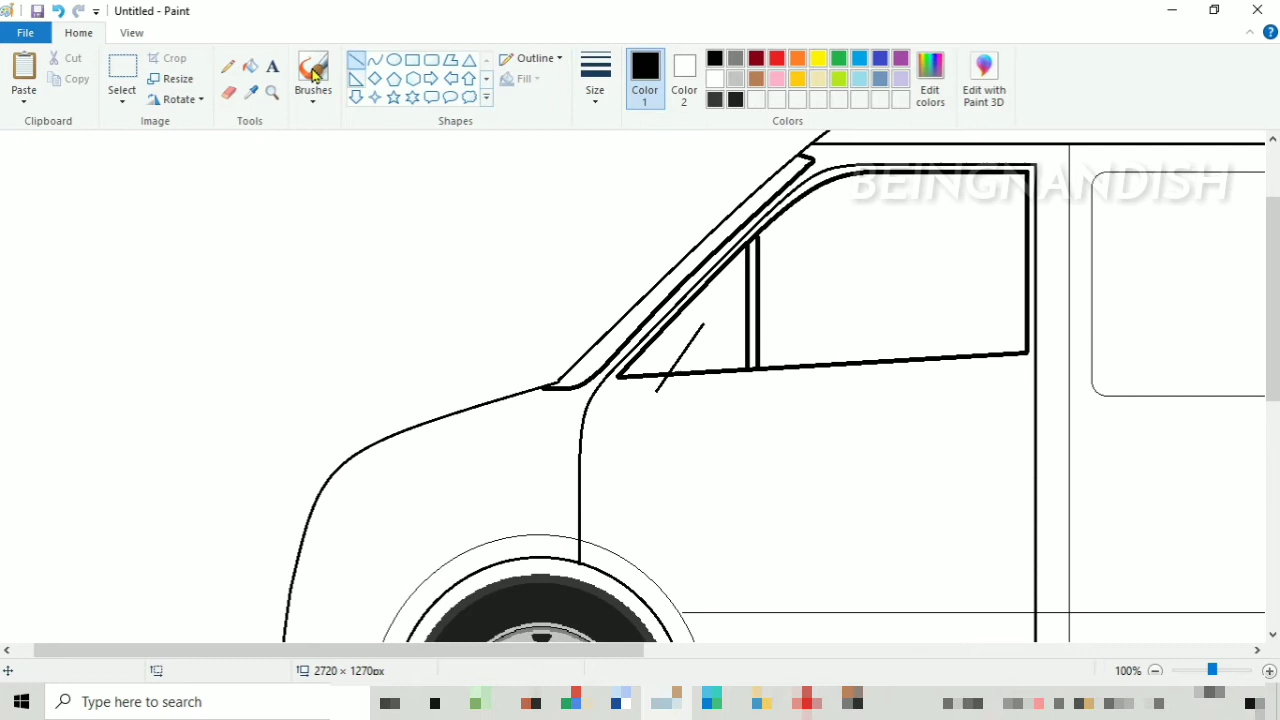 Untitled - Paint
File Home View
Paste
Cut
Copy
Clipboard
Select
Crop
Resize
Rotate
Image
Tools
Brushes
Shapes
Outline
Fill
Size
Color 1
Color 2
Colors
Edit colors
Edit with Paint 3D
BEINGNANDISH
2720 × 1270px
100%
Type here to search